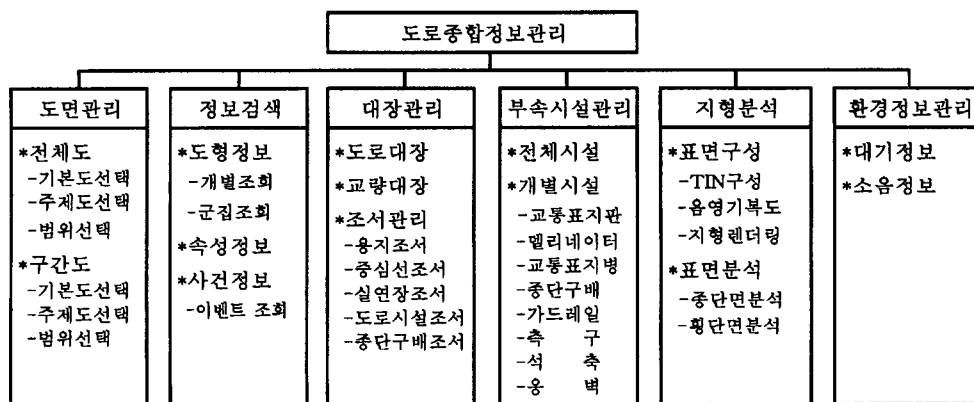 도로종합정보관리
도면관리
*전체도
-기본도선택
-주제도선택
-범위선택
*구간도
-기본도선택
-주제도선택
-범위선택
정보검색
*도형정보
-개별조회
-군집조회
*속성정보
*사건정보
-이벤트 조회
대장관리
*도로대장
*교량대장
*조서관리
-용지조서
-중심선조서
-실연장조서
-도로시설조서
-종단구배조서
부속시설관리
*전체시설
*개별시설
-교통표지판
-델리네이터
-교통표지병
-종단구배
-가드레일
-측 구
-석 축
-옹 벽
지형분석
*표면구성
-TIN구성
-음영기복도
-지형렌더링
*표면분석
-종단면분석
-횡단면분석
환경정보관리
*대기정보
*소음정보